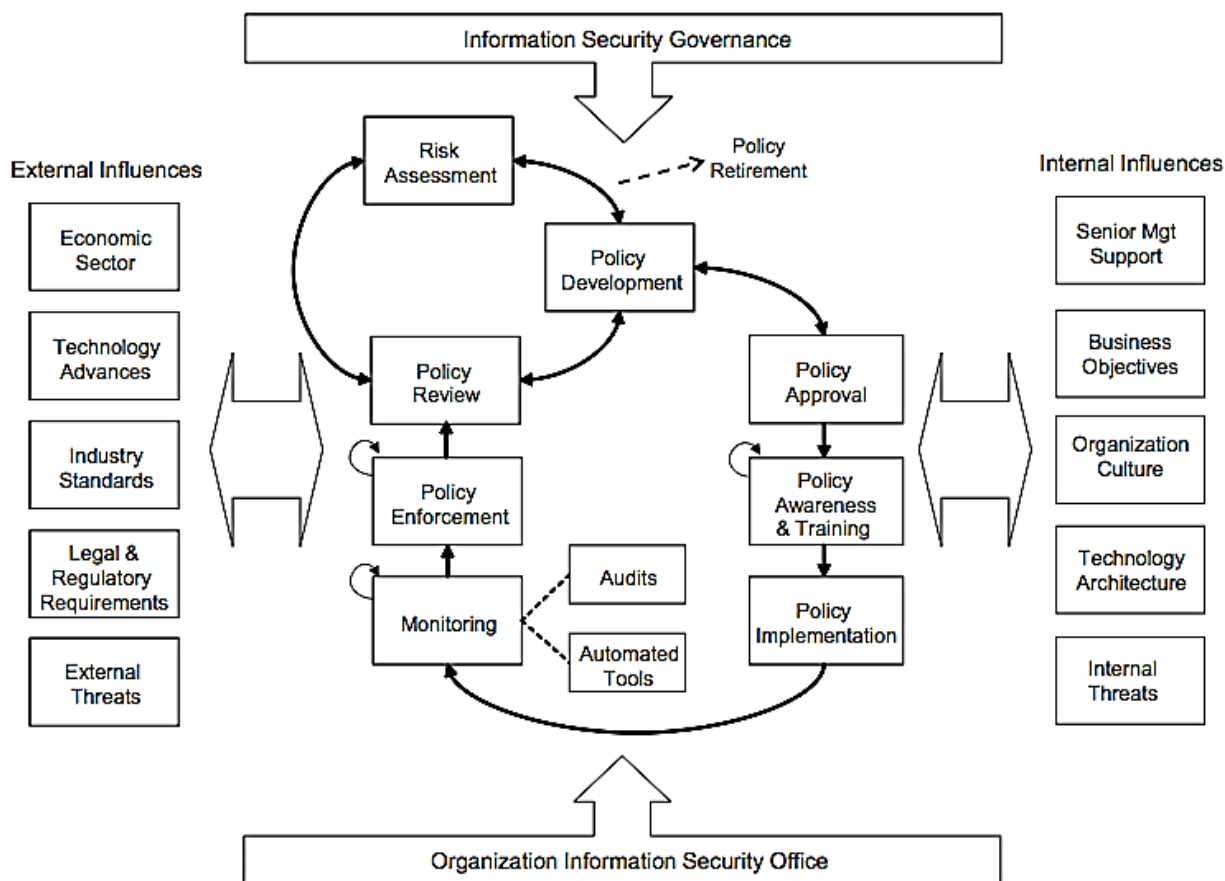 Information Security Governance
External Influences
Economic
Sector
Technology
Advances
Industry
Standards
Legal &
Regulatory
Requirements
External
Threats
Risk
Assessment
Policy
Retirement
Policy
Development
Policy
Review
Policy
Approval
Policy
Enforcement
Policy
Awareness
& Training
Monitoring
Audits
Automated
Tools
Policy
Implementation
Internal Influences
Senior Mgt
Support
Business
Objectives
Organization
Culture
Technology
Architecture
Internal
Threats
Organization Information Security Office